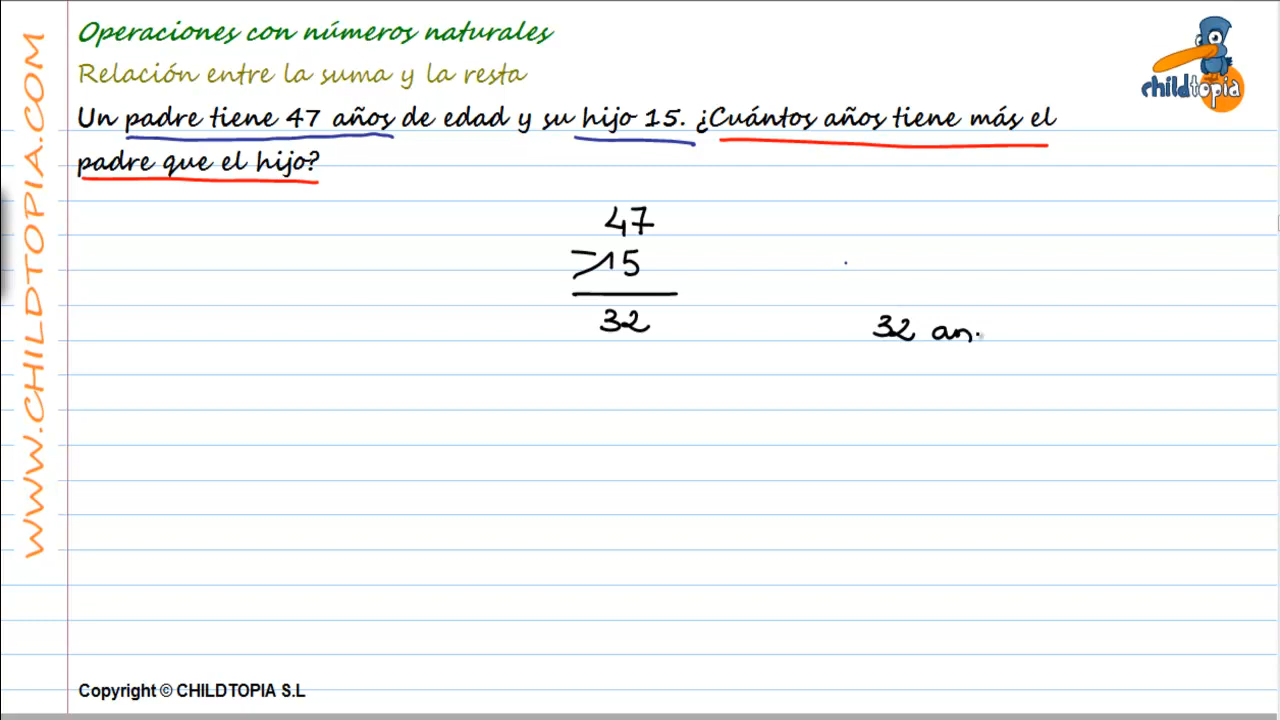 Operaciones con números naturales
Relación entre la suma y la resta
Un padre tiene 47 años de edad y su hijo 15. ¿Cuántos años tiene más el
padre que el hijo?
childtopia
WWW.CHILDTOPIA.COM
47
15
32
32 an
Copyright © CHILDTOPIA S.L